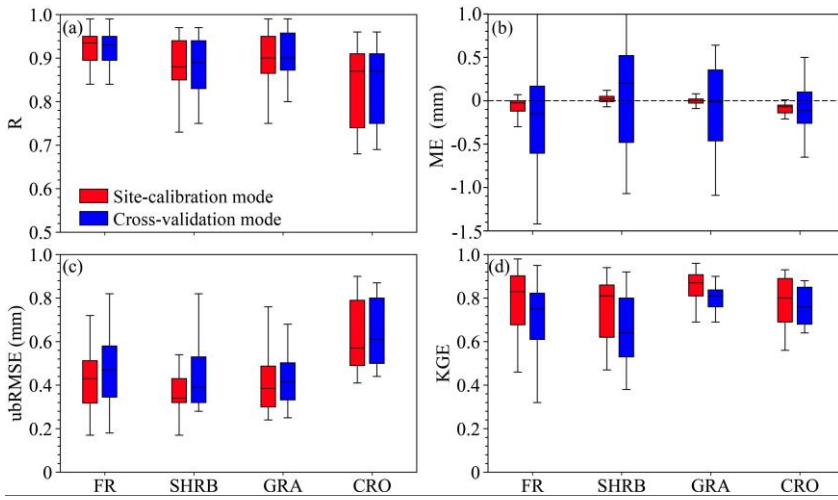 (a)
R
1.0
0.9
0.8
0.7
0.6
0.5
Site-calibration mode
Cross-validation mode
(b)
ME (mm)
1.0
0.5
0
-0.5
-1.0
-1.5
(c)
ubRMSE (mm)
1.0
0.8
0.6
0.4
0.2
0
FR SHRB GRA CRO
(d)
KGE
1.0
0.8
0.6
0.4
0.2
0
FR SHRB GRA CRO